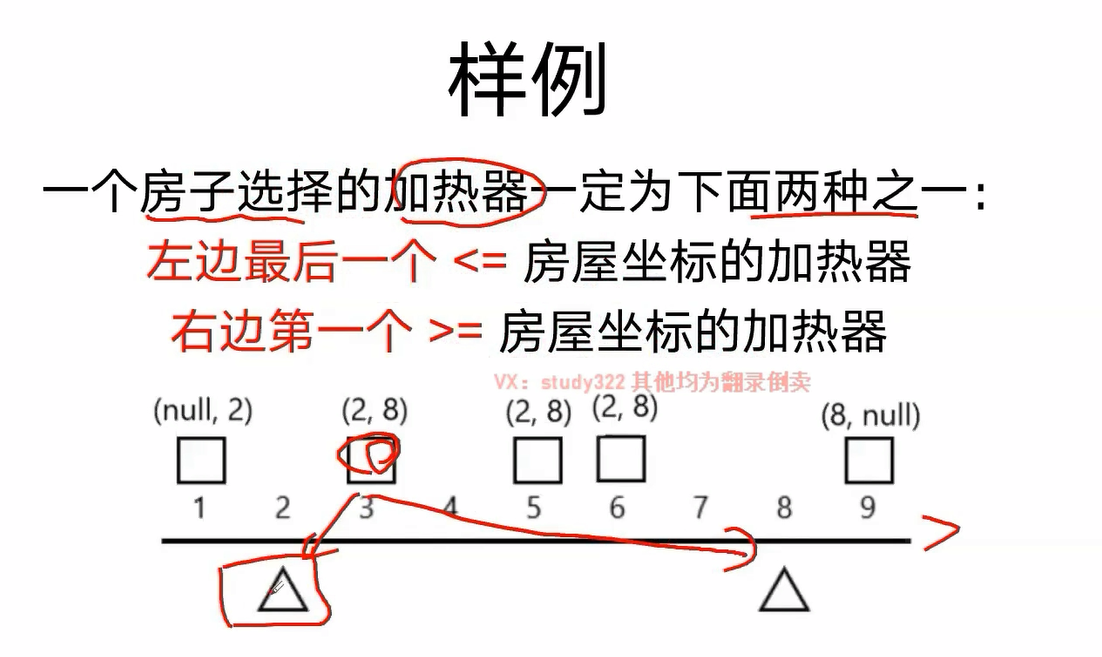 样例
一个房子选择的加热器一定为下面两种之一：
左边最后一个 <= 房屋坐标的加热器
右边第一个 >= 房屋坐标的加热器
VX：study322 其他均为翻录倒卖
(null, 2) (2, 8) (2, 8) (2, 8) (8, null)
1 2 3 4 5 6 7 8 9